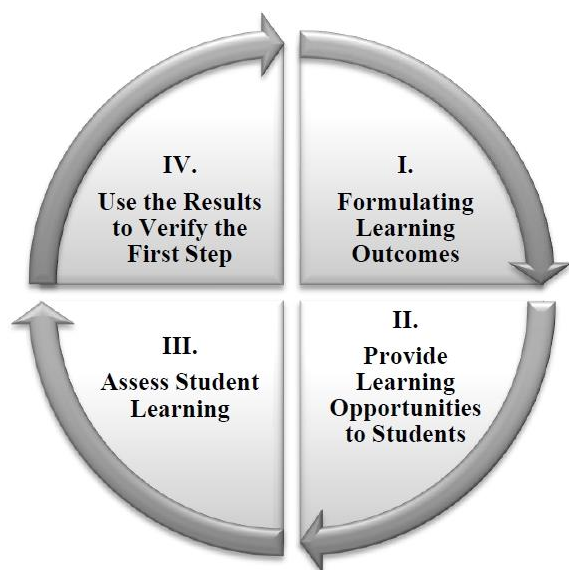 I.
Formulating
Learning
Outcomes
II.
Provide
Learning
Opportunities
to Students
III.
Assess Student
Learning
IV.
Use the Results
to Verify the
First Step